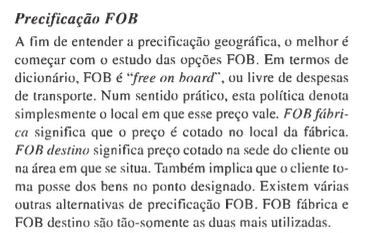 Precificação FOB
A fim de entender a precificação geográfica, o melhor é
começar com o estudo das opções FOB. Em termos de
dicionário, FOB é “free on board”, ou livre de despesas
de transporte. Num sentido prático, esta política denota
simplesmente o local em que esse preço vale. FOB fábri-
ca significa que o preço é cotado no local da fábrica.
FOB destino significa preço cotado na sede do cliente ou
na área em que se situa. Também implica que o cliente to-
ma posse dos bens no ponto designado. Existem várias
outras alternativas de precificação FOB. FOB fábrica e
FOB destino são tão-somente as duas mais utilizadas.